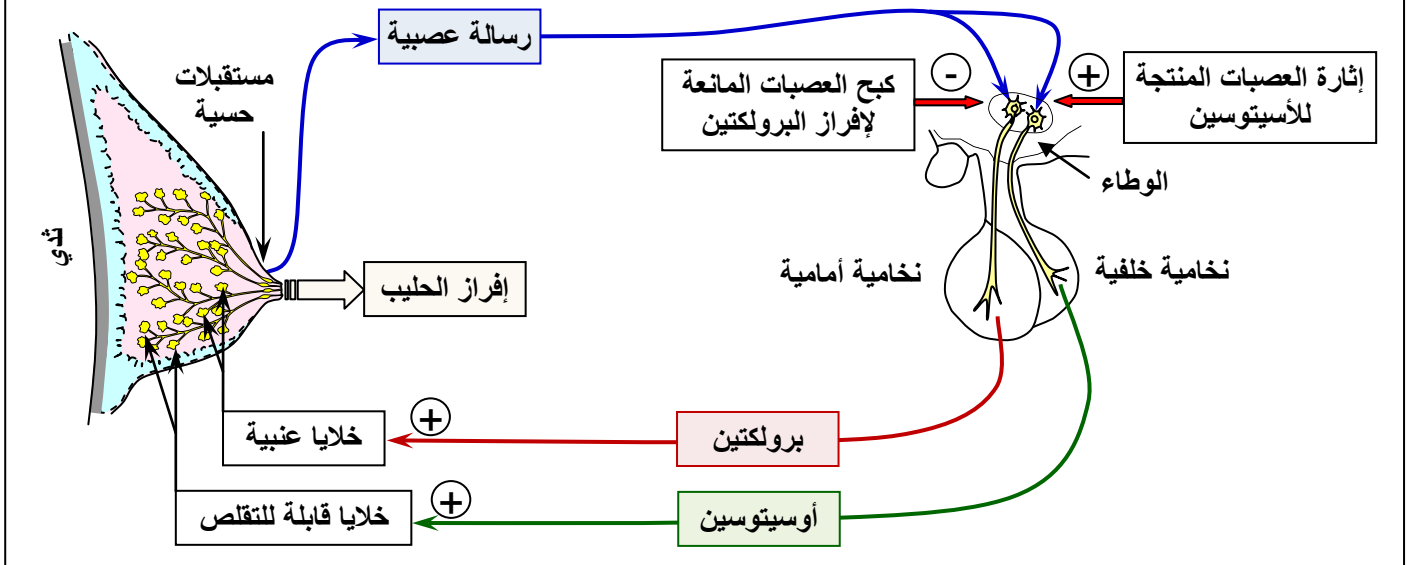 رسالة عصبية
مستقبلات
حسية
كبح العصبات المانعة
لإفراز البرولكتين
-
+
إثارة العصبات المنتجة
للأسيتوسين
الوطاء
ثدي
إفراز الحليب
نخامية أمامية
نخامية خلفية
خلايا عنبية
+
برولكتين
خلايا قابلة للتقلص
+
أوسيتوسين